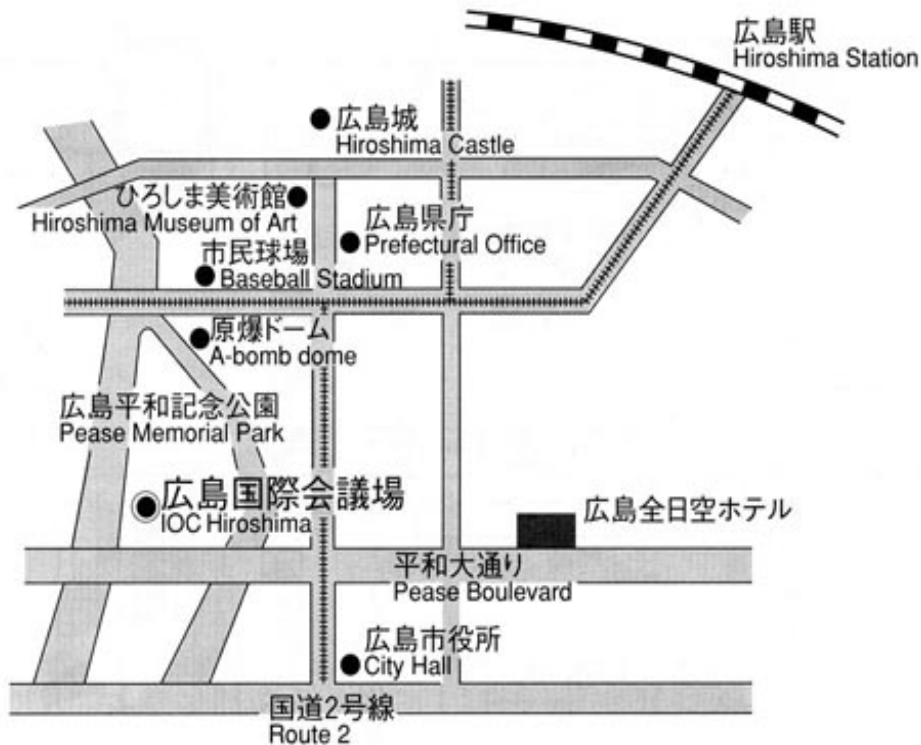 広島駅
Hiroshima Station
広島城
Hiroshima Castle
ひろしま美術館
Hiroshima Museum of Art
広島県庁
Prefectural Office
市民球場
Baseball Stadium
原爆ドーム
A-bomb dome
広島平和記念公園
Pease Memorial Park
広島国際会議場
IOC Hiroshima
広島全日空ホテル
平和大通り
Pease Boulevard
広島市役所
City Hall
国道2号線
Route 2